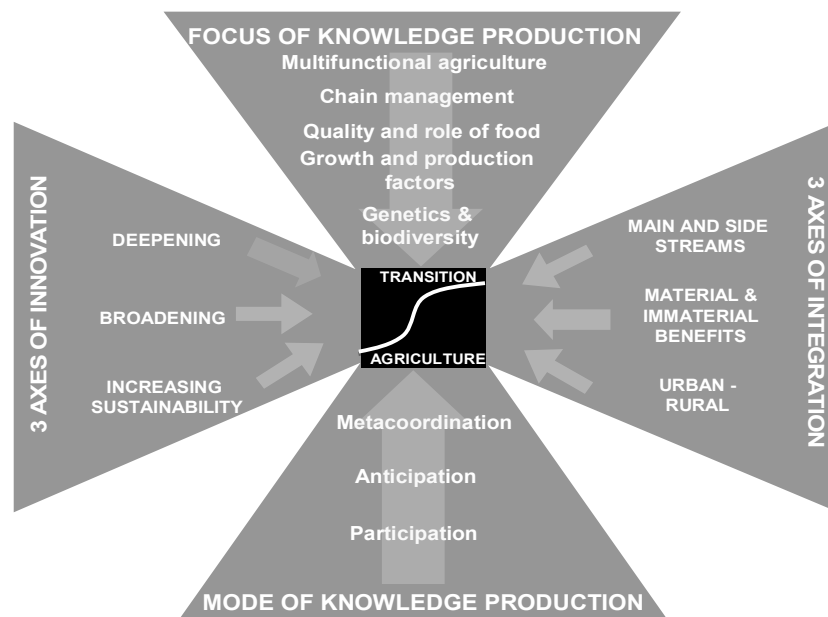 FOCUS OF KNOWLEDGE PRODUCTION
Multifunctional agriculture
Chain management
Quality and role of food
Growth and production
factors
Genetics &
biodiversity
3 AXES OF INNOVATION
DEEPENING
BROADENING
INCREASING
SUSTAINABILITY
TRANSITION
AGRICULTURE
MAIN AND SIDE
STREAMS
MATERIAL &
IMMATERIAL
BENEFITS
URBAN -
RURAL
3 AXES OF INTEGRATION
Metacoordination
Anticipation
Participation
MODE OF KNOWLEDGE PRODUCTION